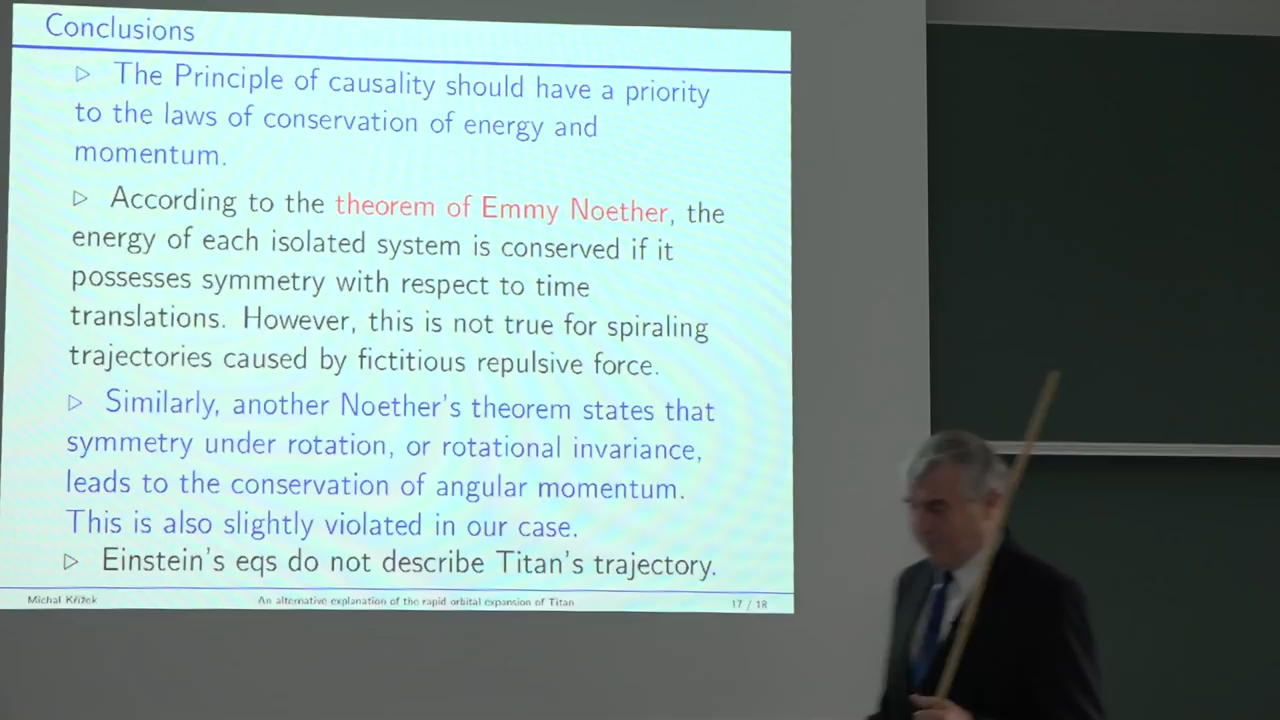 Conclusions
▷ The Principle of causality should have a priority
to the laws of conservation of energy and
momentum.
▷ According to the theorem of Emmy Noether, the
energy of each isolated system is conserved if it
possesses symmetry with respect to time
translations. However, this is not true for spiraling
trajectories caused by fictitious repulsive force.
▷ Similarly, another Noether's theorem states that
symmetry under rotation, or rotational invariance,
leads to the conservation of angular momentum.
This is also slightly violated in our case.
▷ Einstein's eqs do not describe Titan's trajectory.
Michal Křížek An alternative explanation of the rapid orbital expansion of Titan 17 / 18